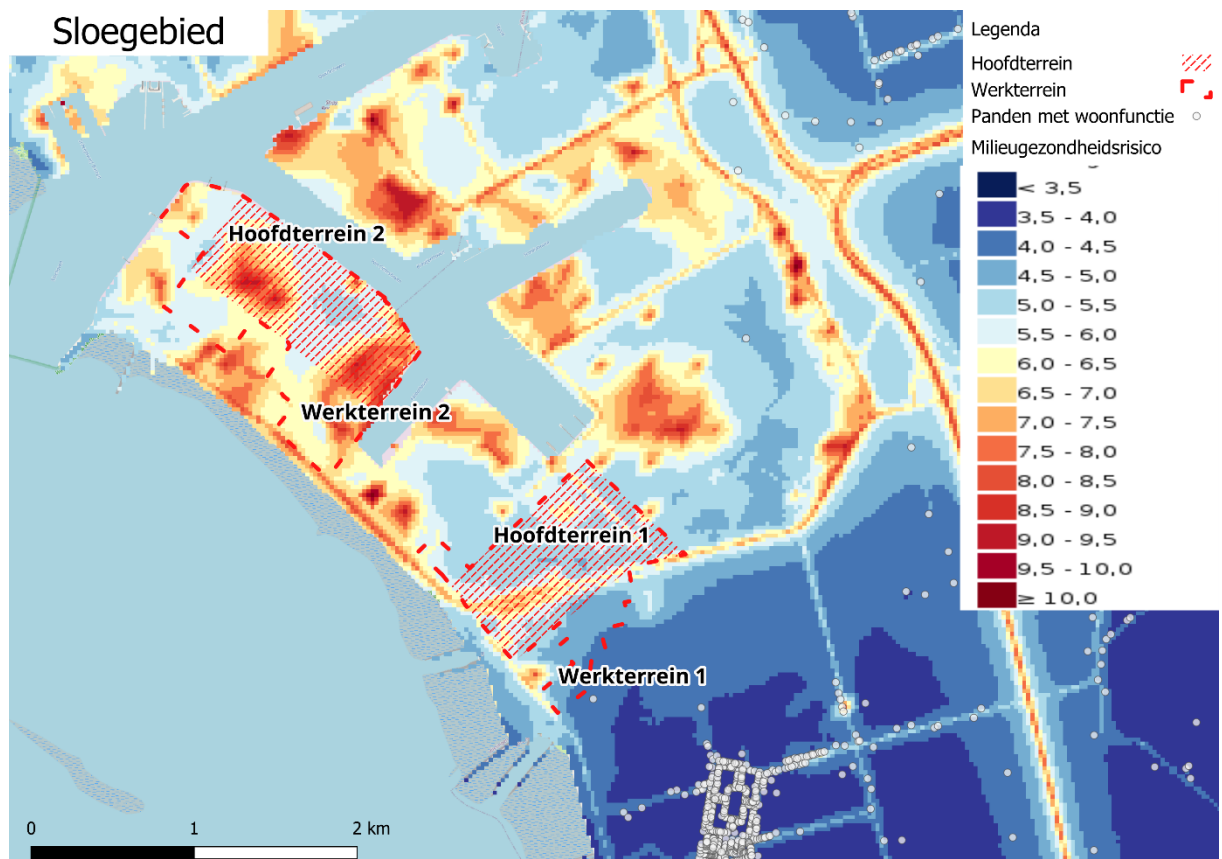 Sloegebied
Legenda
Hoofdterrein
Werkterrein
Panden met woonfunctie
Milieugezondheidsrisico
< 3,5
3,5 - 4,0
4,0 - 4,5
4,5 - 5,0
5,0 - 5,5
5,5 - 6,0
6,0 - 6,5
6,5 - 7,0
7,0 - 7,5
7,5 - 8,0
8,0 - 8,5
8,5 - 9,0
9,0 - 9,5
9,5 - 10,0
≥ 10,0
Hoofdterrein 2
Werkterrein 2
Hoofdterrein 1
Werkterrein 1
0 1 2 km